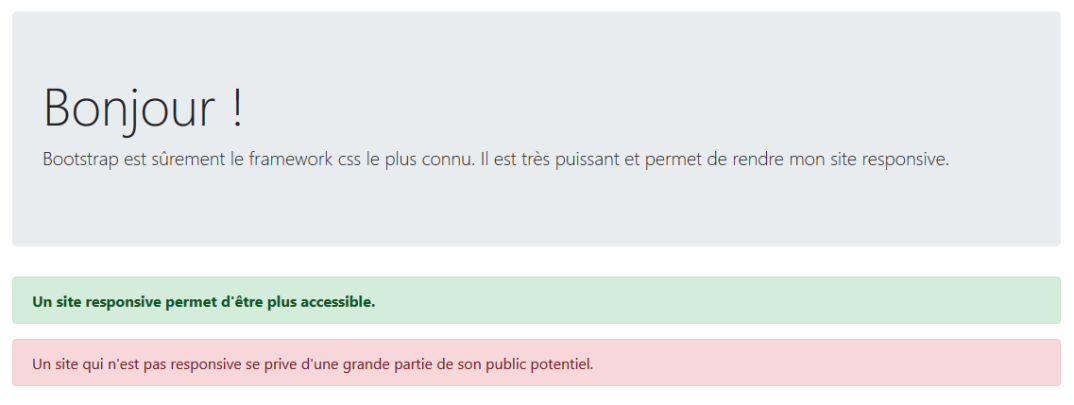 Bonjour !
Bootstrap est sûrement le framework css le plus connu. Il est très puissant et permet de rendre mon site responsive.
Un site responsive permet d'être plus accessible.
Un site qui n'est pas responsive se prive d'une grande partie de son public potentiel.